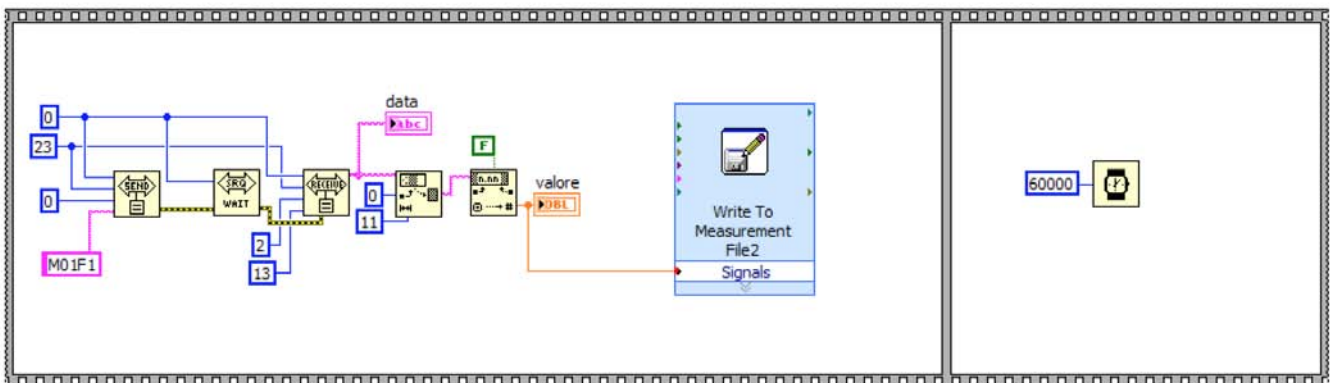 data
abc
0
23
SEND
SRQ
WAIT
RECEIVE
F
n.nn
valore
DBL
0
0
11
2
13
M01F1
Write To
Measurement
File2
Signals
60000